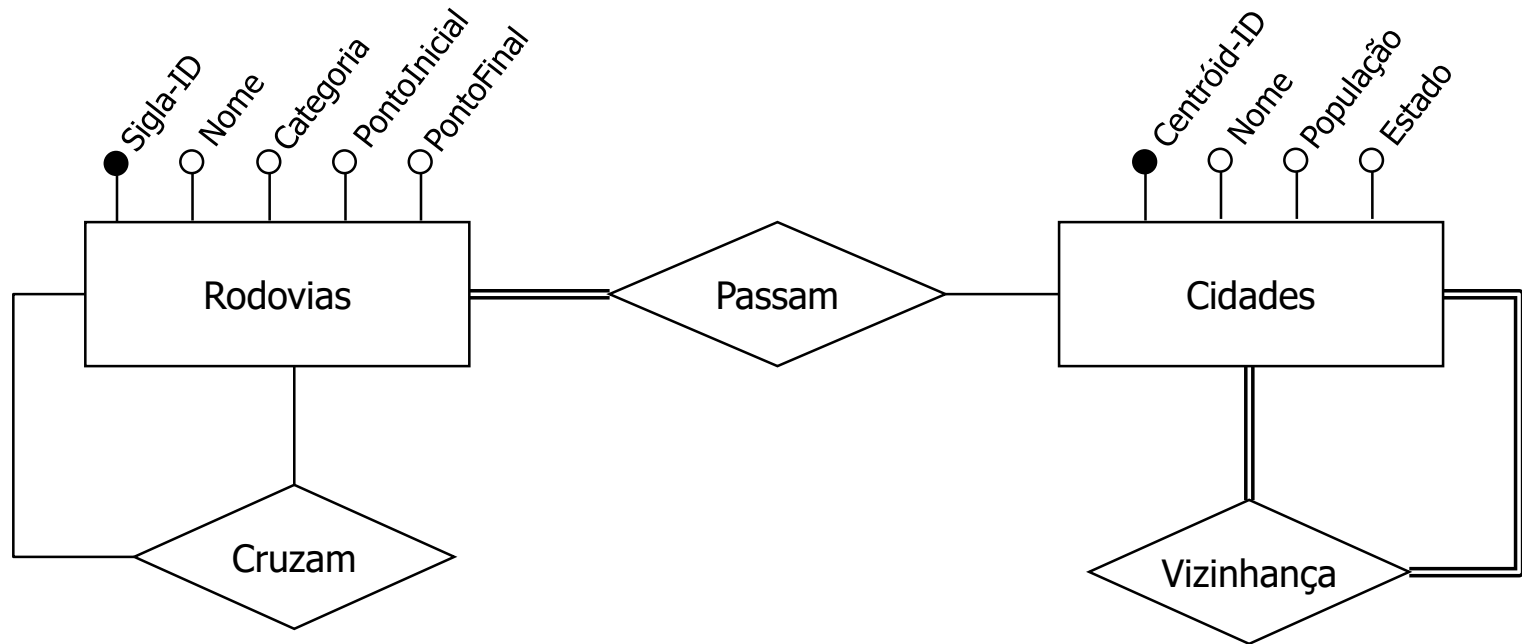 Sigla-ID
Nome
Categoria
PontoInicial
PontoFinal
Centróid-ID
Nome
População
Estado
Rodovias
Passam
Cidades
Cruzam
Vizinhança